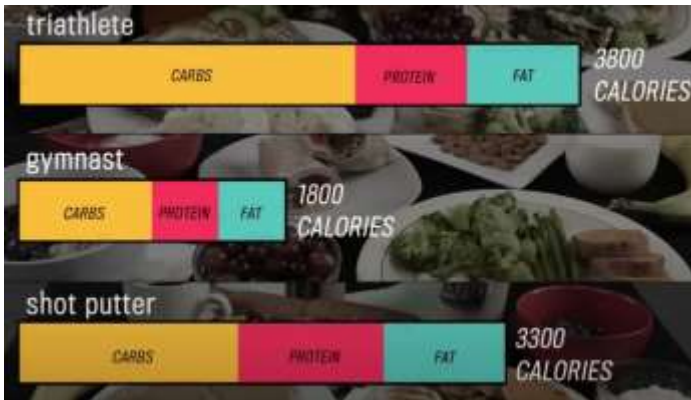 triathlete
CARBS PROTEIN FAT
3800
CALORIES
gymnast
CARBS PROTEIN FAT
1800
CALORIES
shot putter
CARBS PROTEIN FAT
3300
CALORIES